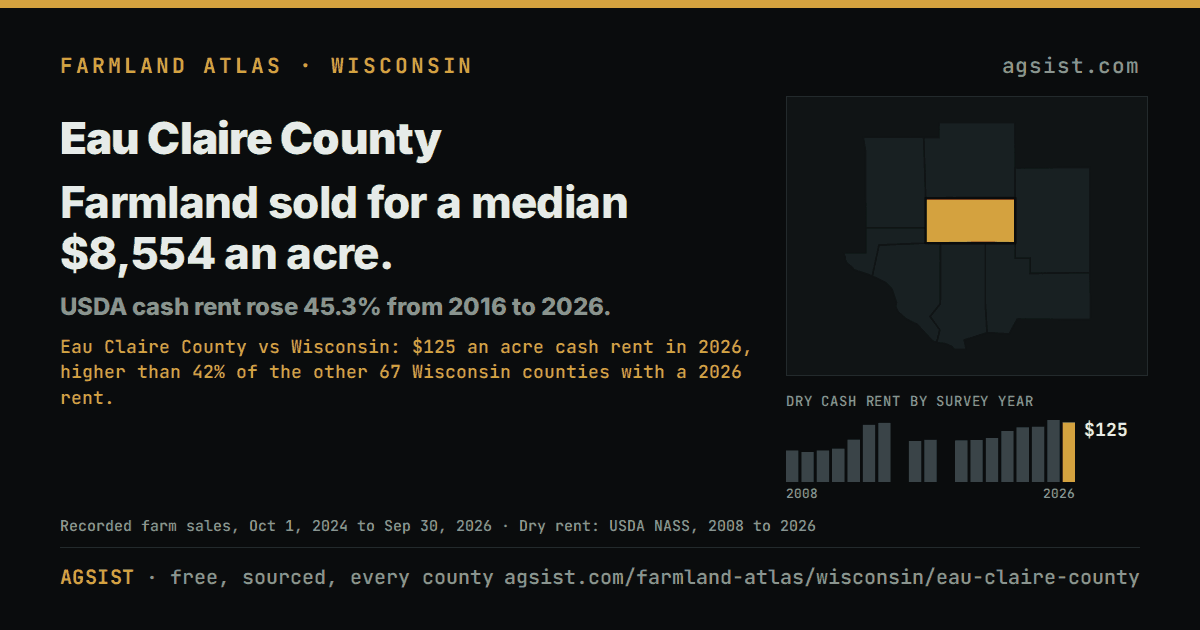 FARMLAND ATLAS · WISCONSIN
agsist.com
Eau Claire County
Farmland sold for a median
$8,554 an acre.
USDA cash rent rose 45.3% from 2016 to 2026.
Eau Claire County vs Wisconsin: $125 an acre cash rent in 2026,
higher than 42% of the other 67 Wisconsin counties with a 2026
rent.
DRY CASH RENT BY SURVEY YEAR
$125
2008
2026
Recorded farm sales, Oct 1, 2024 to Sep 30, 2026 · Dry rent: USDA NASS, 2008 to 2026
AGSIST · free, sourced, every county
agsist.com/farmland-atlas/wisconsin/eau-claire-county